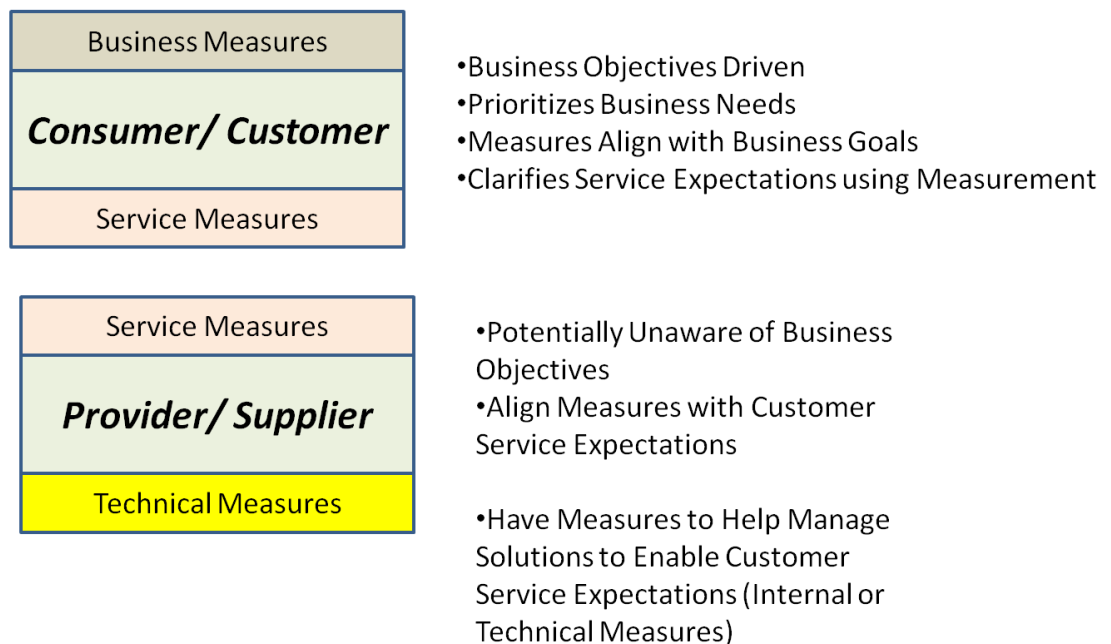 Business Measures
Consumer/ Customer
Service Measures
•Business Objectives Driven
•Prioritizes Business Needs
•Measures Align with Business Goals
•Clarifies Service Expectations using Measurement
Service Measures
Provider/ Supplier
Technical Measures
•Potentially Unaware of Business
Objectives
•Align Measures with Customer
Service Expectations
•Have Measures to Help Manage
Solutions to Enable Customer
Service Expectations (Internal or
Technical Measures)